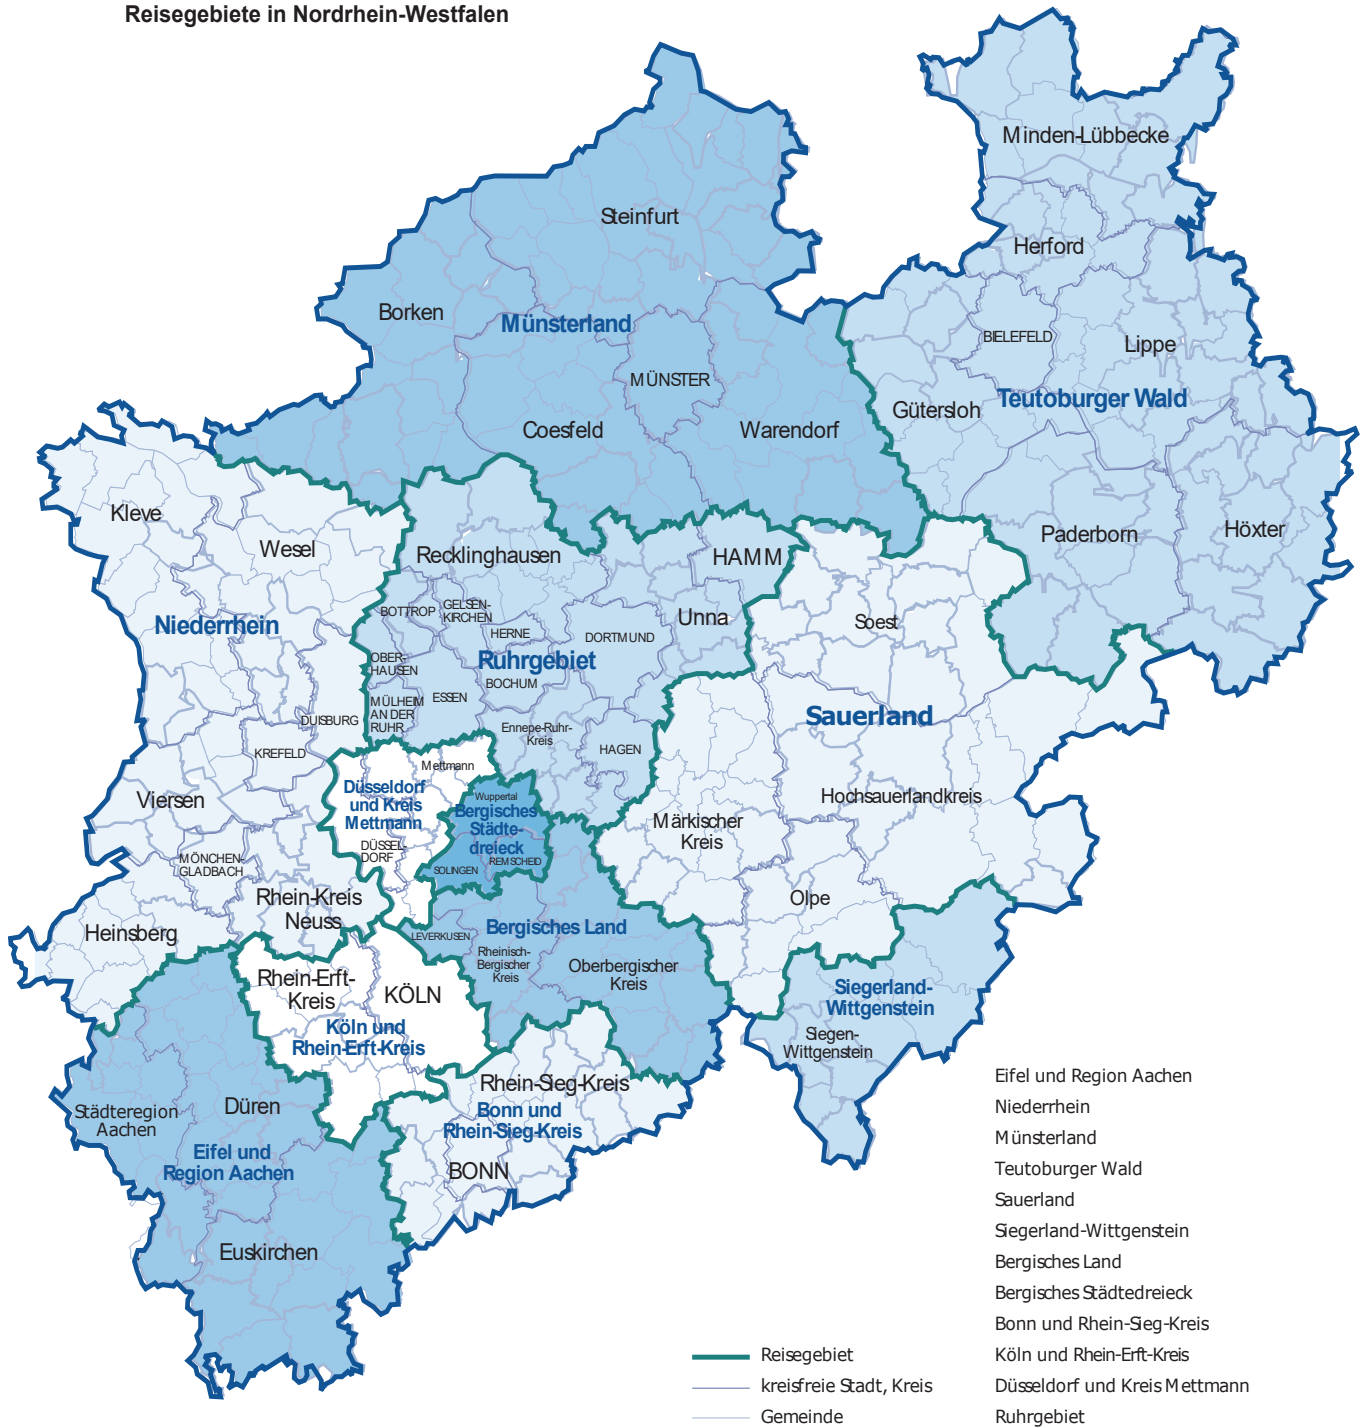 Reisegebiete in Nordrhein-Westfalen
Minden-Lübbecke
Steinfurt
Herford
Borken
Münsterland
BIELEFELD
Lippe
MÜNSTER
Teutoburger Wald
Gütersloh
Coesfeld
Warendorf
Kleve
Wesel
Paderborn
Höxter
Recklinghausen
HAMM
BOTTROP
GELSEN-
KIRCHEN
Unna
Soest
Niederrhein
HERNE
DORTMUND
OBER-
HAUSEN
Ruhrgebiet
BOCHUM
ESSEN
MÜLHEIM
AN DER
RUHR
DUISBURG
Sauerland
Ennepe-Ruhr-
Kreis
HAGEN
KREFELD
Mettmann
Düsseldorf
und Kreis
Mettmann
Viersen
Wuppertal
Bergisches
Städte-
dreieck
Hochsauerlandkreis
Märkischer
Kreis
DÜSSEL-
DORF
MÖNCHEN-
GLADBACH
SOLINGEN
REMSCHEID
Rhein-Kreis
Neuss
Olpe
Heinsberg
LEVERKUSEN
Bergisches Land
Rheinisch-
Bergischer
Kreis
Oberbergischer
Kreis
Rhein-Erft-
Kreis
KÖLN
Siegerland-
Wittgenstein
Köln und
Rhein-Erft-Kreis
Siegen-
Wittgenstein
Rhein-Sieg-Kreis
Städteregion
Aachen
Düren
Bonn und
Rhein-Sieg-Kreis
Eifel und
Region Aachen
BONN
Euskirchen
Eifel und Region Aachen
Niederrhein
Münsterland
Teutoburger Wald
Sauerland
Siegerland-Wittgenstein
Bergisches Land
Bergisches Städtedreieck
Bonn und Rhein-Sieg-Kreis
Köln und Rhein-Erft-Kreis
Düsseldorf und Kreis Mettmann
Ruhrgebiet
Reisegebiet
kreisfreie Stadt, Kreis
Gemeinde